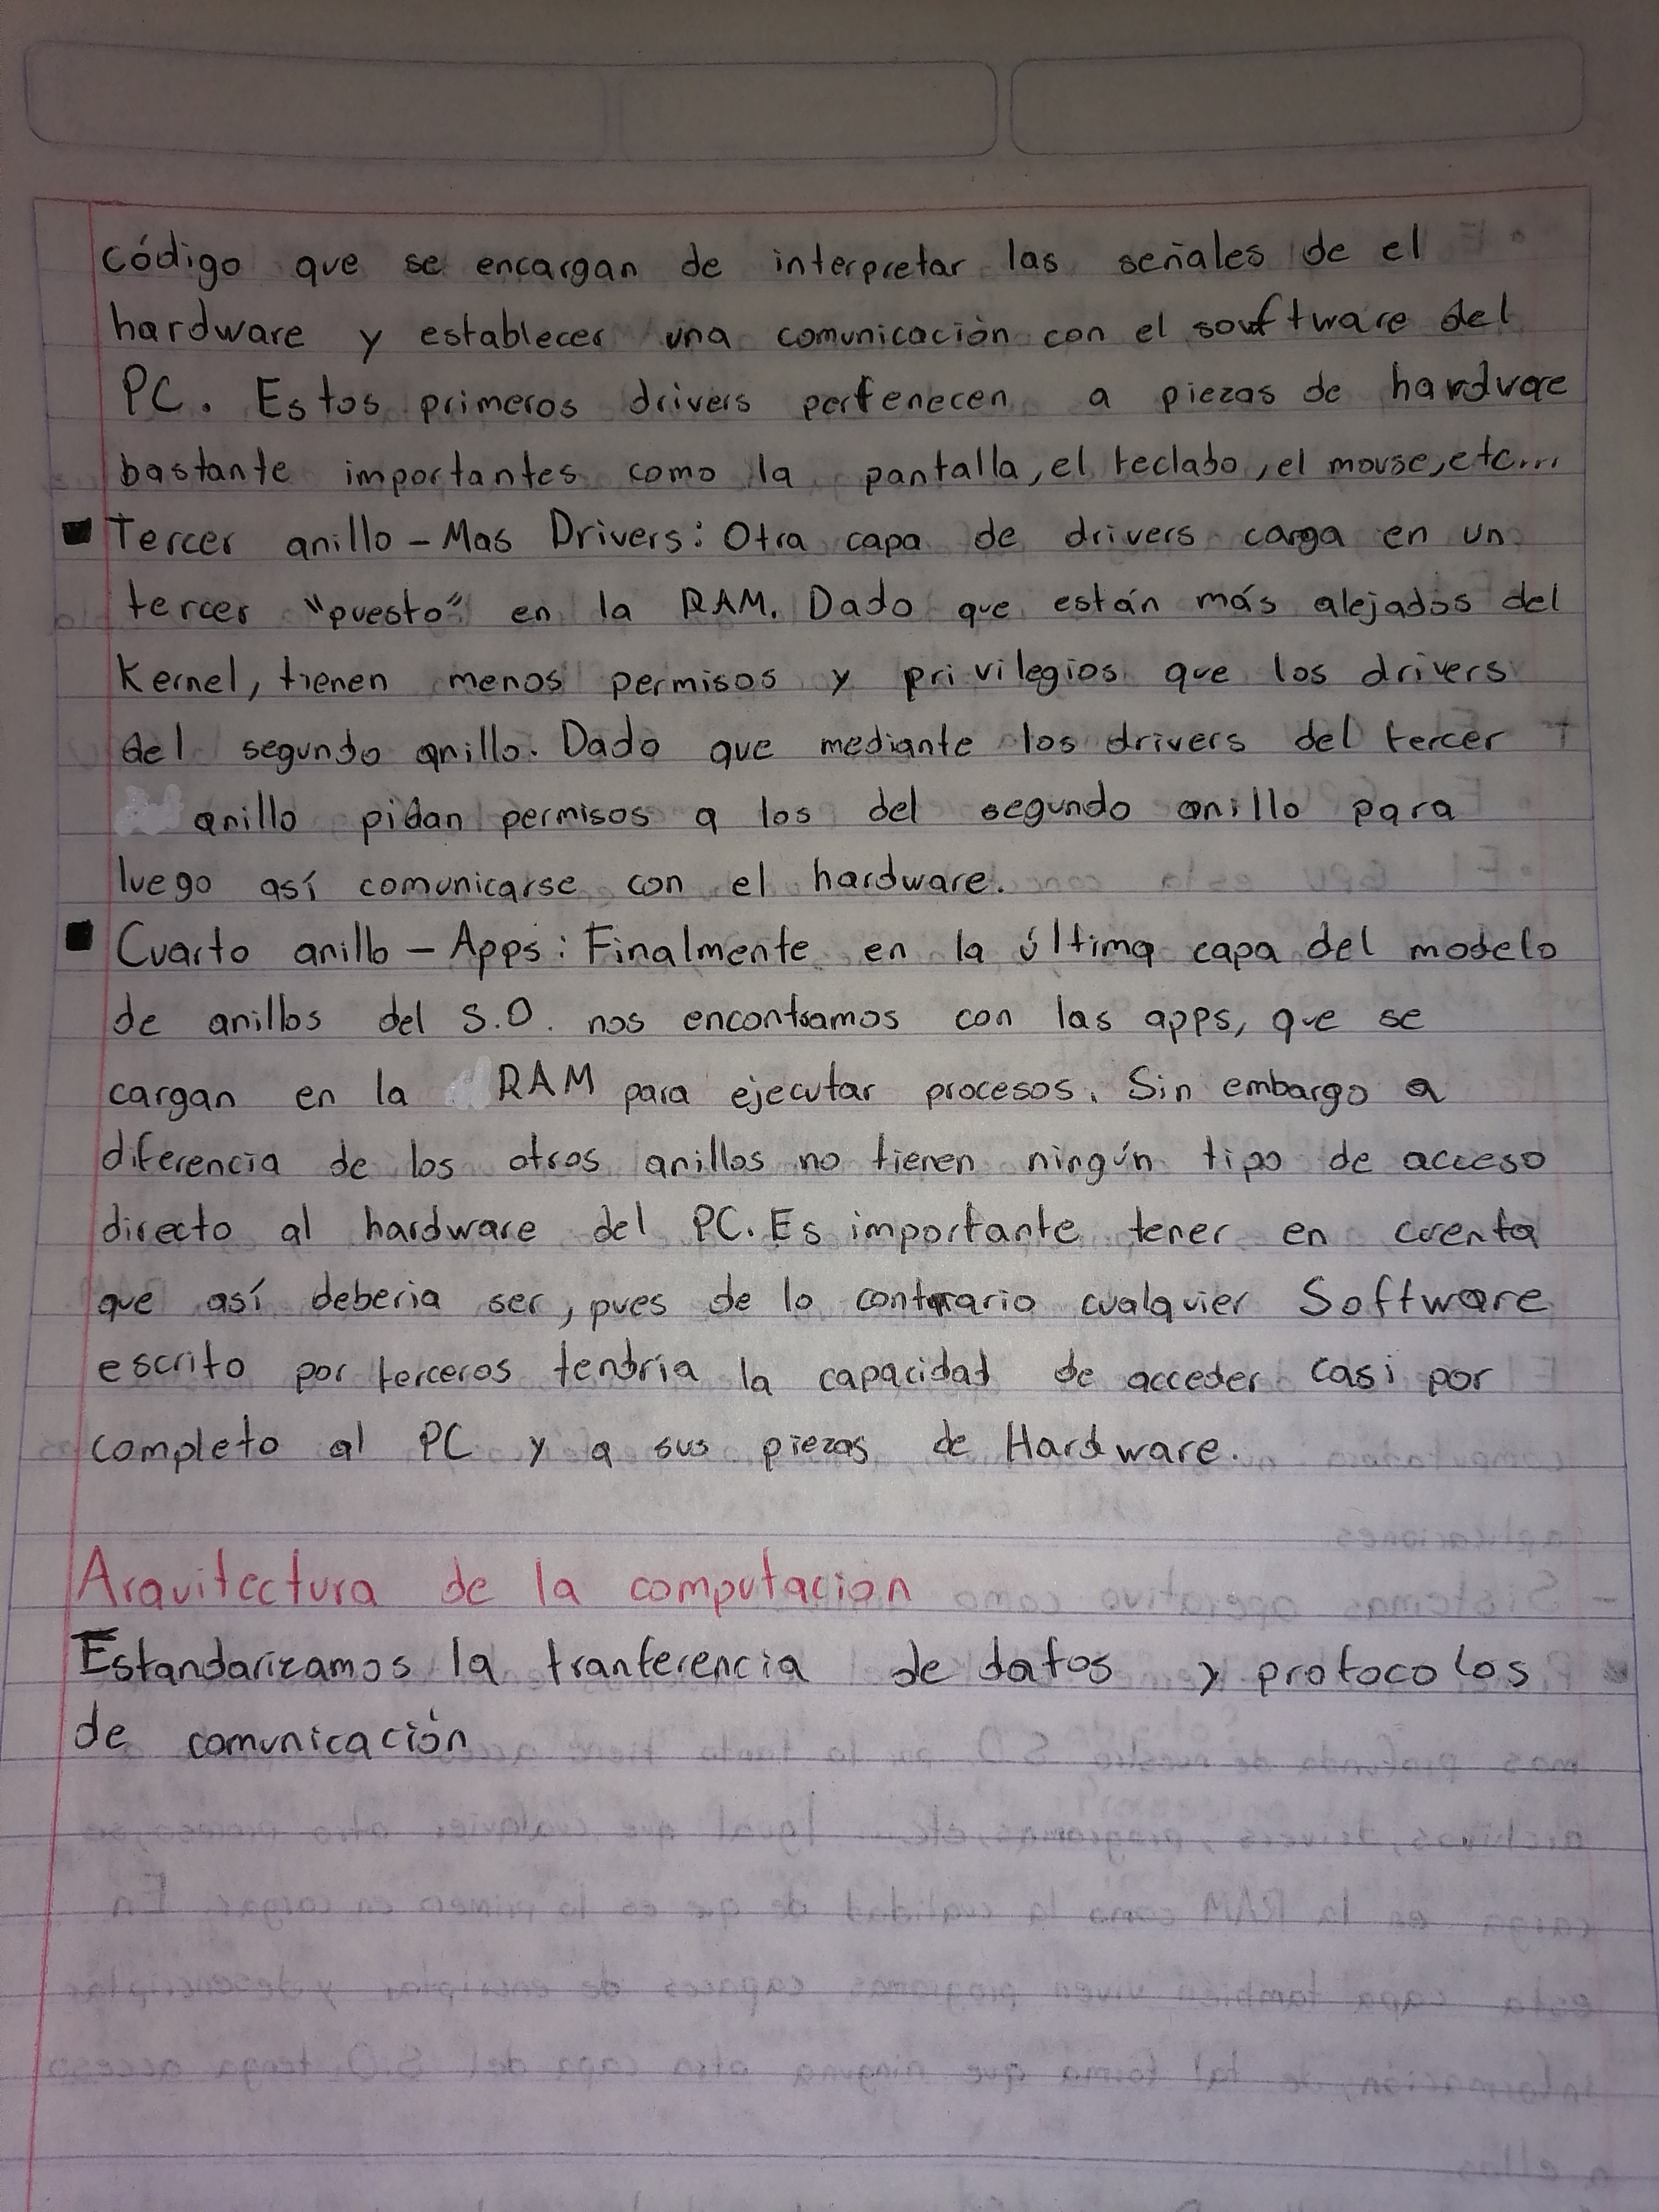 código que se encargan de interpretar las señales de el
hardware y establecer una comunicación con el software del
PC. Estos primeros drivers pertenecen a piezas de hardware
bastante importantes como la pantalla, el teclado, el mouse, etc...
■ Tercer anillo - Mas Drivers: Otra capa de drivers carga en un
tercer "puesto" en la RAM. Dado que están más alejados del
Kernel, tienen menos permisos y privilegios que los drivers
del segundo anillo. Dado que mediante los drivers del tercer
anillo pidan permisos a los del segundo anillo para
luego así comunicarse con el hardware.
■ Cuarto anillo - Apps: Finalmente en la última capa del modelo
de anillos del S.O. nos encontramos con las apps, que se
cargan en la RAM para ejecutar procesos. Sin embargo a
diferencia de los otros anillos no tienen ningún tipo de acceso
directo al hardware del PC. Es importante tener en cuenta
que así deberia ser, pues de lo contrario cualquier Software
escrito por terceros tendría la capacidad de acceder casi por
completo al PC y a sus piezas de Hardware.
Arquitectura de la computacion
Estandarizamos la tranferencia de datos y protocolos
de comunicación